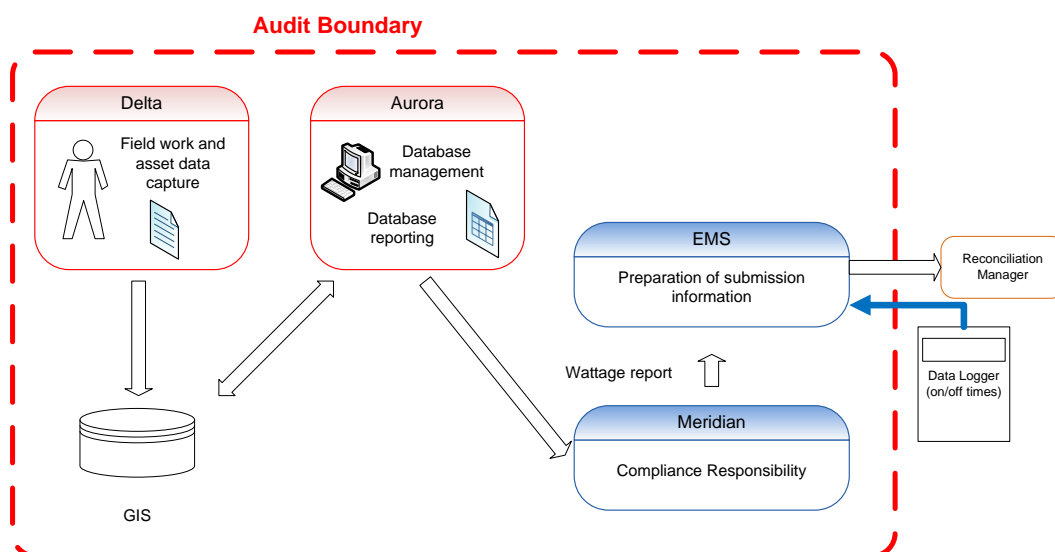 Audit Boundary
Delta
Field work and
asset data
capture
Aurora
Database
management
Database
reporting
EMS
Preparation of submission
information
Reconciliation
Manager
Data Logger
(on/off times)
Wattage report
Meridian
Compliance Responsibility
GIS